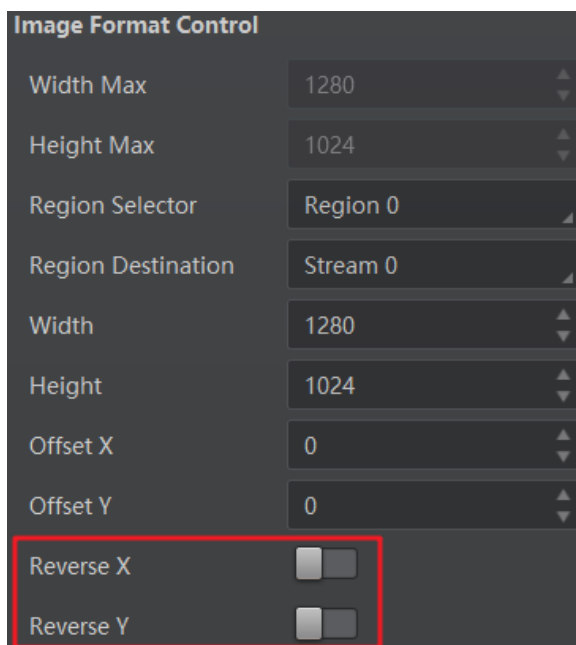 Image Format Control
Width Max 1280
Height Max 1024
Region Selector Region 0
Region Destination Stream 0
Width 1280
Height 1024
Offset X 0
Offset Y 0
Reverse X
Reverse Y